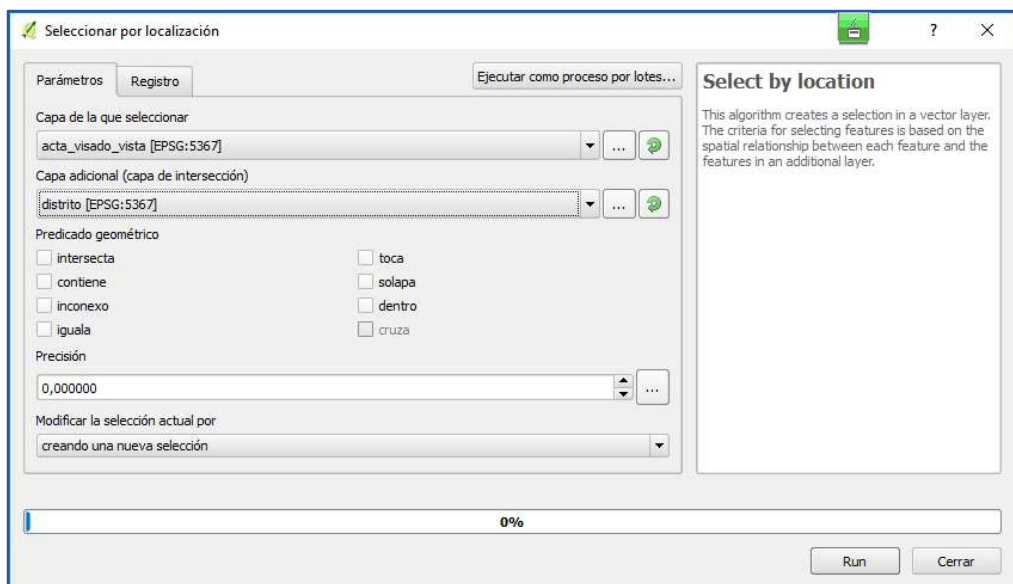 Seleccionar por localización
?
Parámetros
Registro
Ejecutar como proceso por lotes...
Capa de la que seleccionar
acta_visado_vista [EPSG:5367]
...
Capa adicional (capa de intersección)
distrito [EPSG:5367]
...
Predicado geométrico
intersecta
toca
contiene
solapa
inconexo
dentro
iguala
cruza
Precisión
0,000000
...
Modificar la selección actual por
creando una nueva selección
Select by location
This algorithm creates a selection in a vector layer.
The criteria for selecting features is based on the
spatial relationship between each feature and the
features in an additional layer.
0%
Run
Cerrar